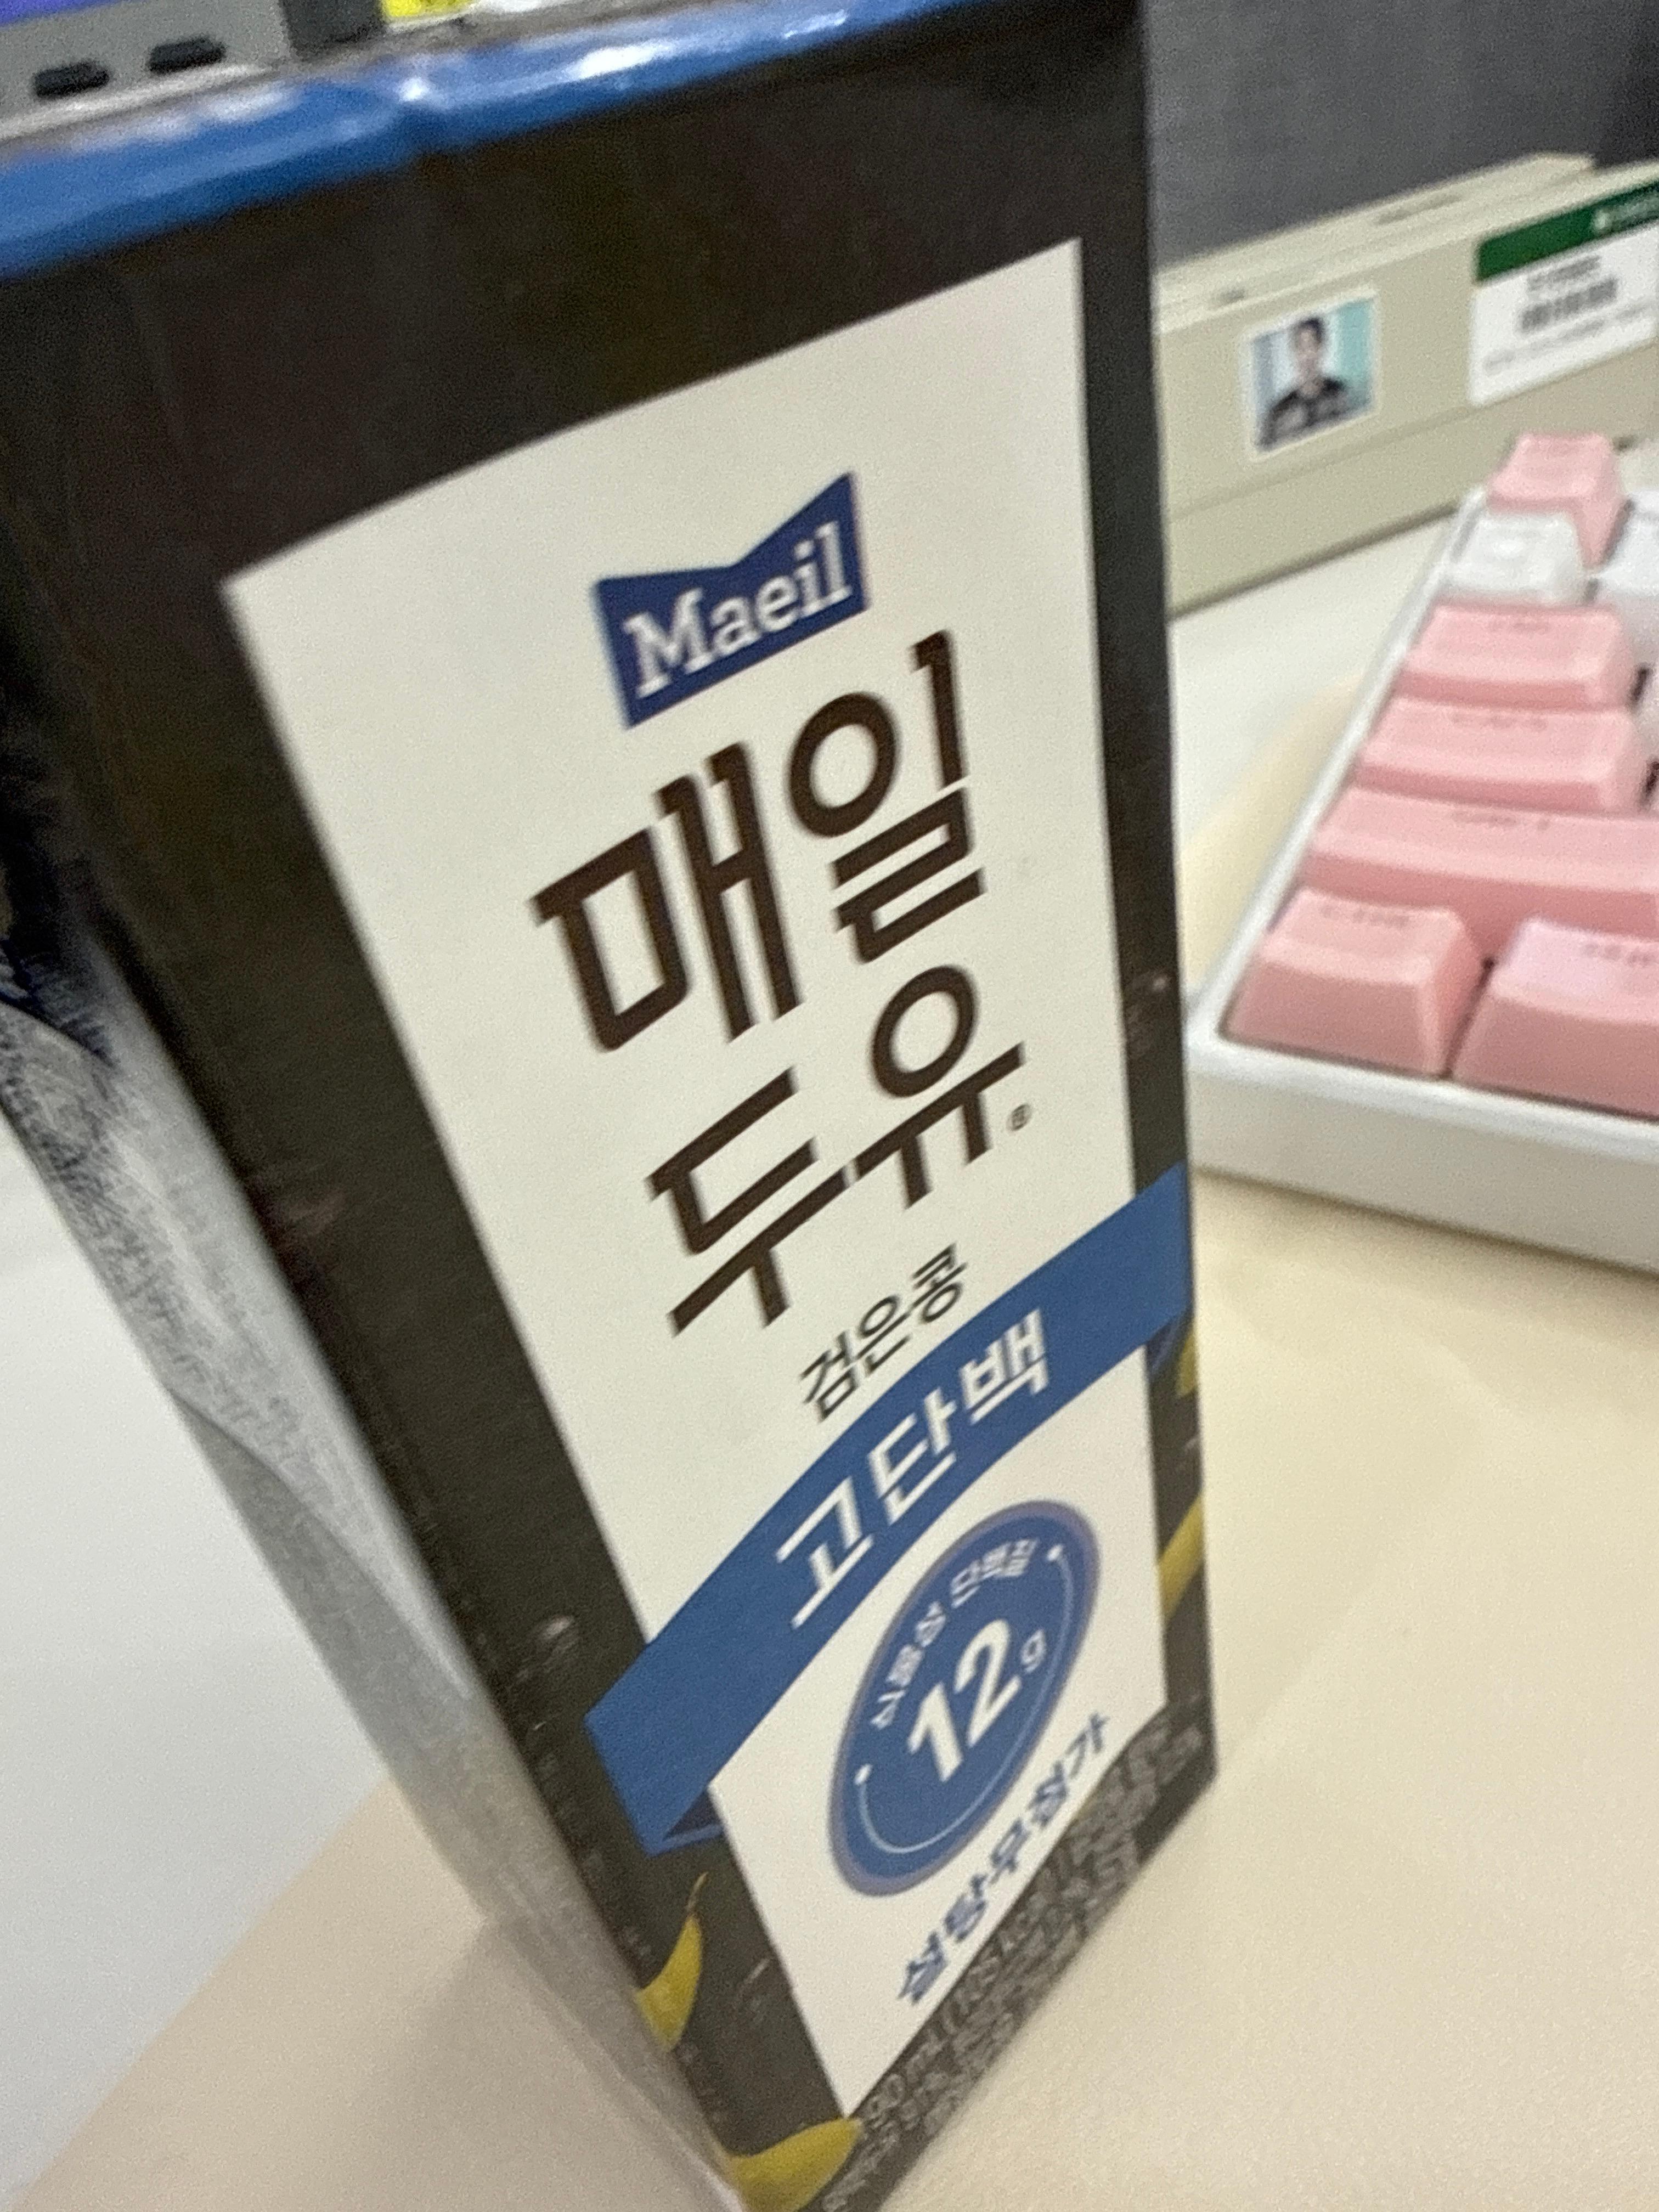 Maeil
매일
두유®
검은콩
고단백
식물성 단백질
12g
설탕무첨가